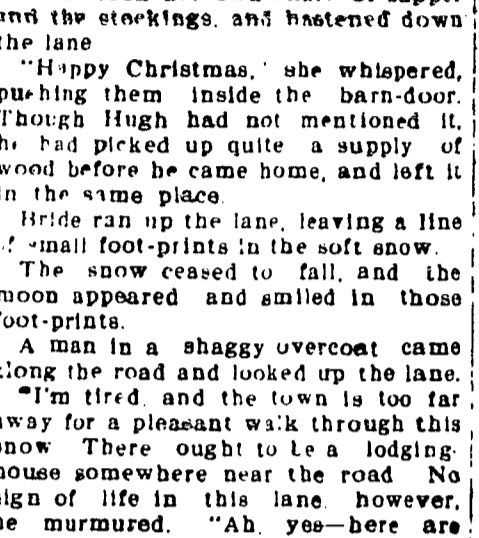 and the stockings, and hastened down
the lane
"Happy Christmas,' she whispered,
pushing them inside the barn-door.
Though Hugh had not mentioned it,
he had picked up quite a supply of
wood before he came home, and left it
in the same place.
Bride ran up the lane, leaving a line
of small foot-prints in the soft snow.
The snow ceased to fall, and the
moon appeared and smiled in those
foot-prints.
A man in a shaggy overcoat came
along the road and looked up the lane.
"I'm tired, and the town is too far
away for a pleasant walk through this
snow There ought to be a lodging-
house somewhere near the road No
sign of life in this lane, however,
he murmured. "Ah, yes—here are